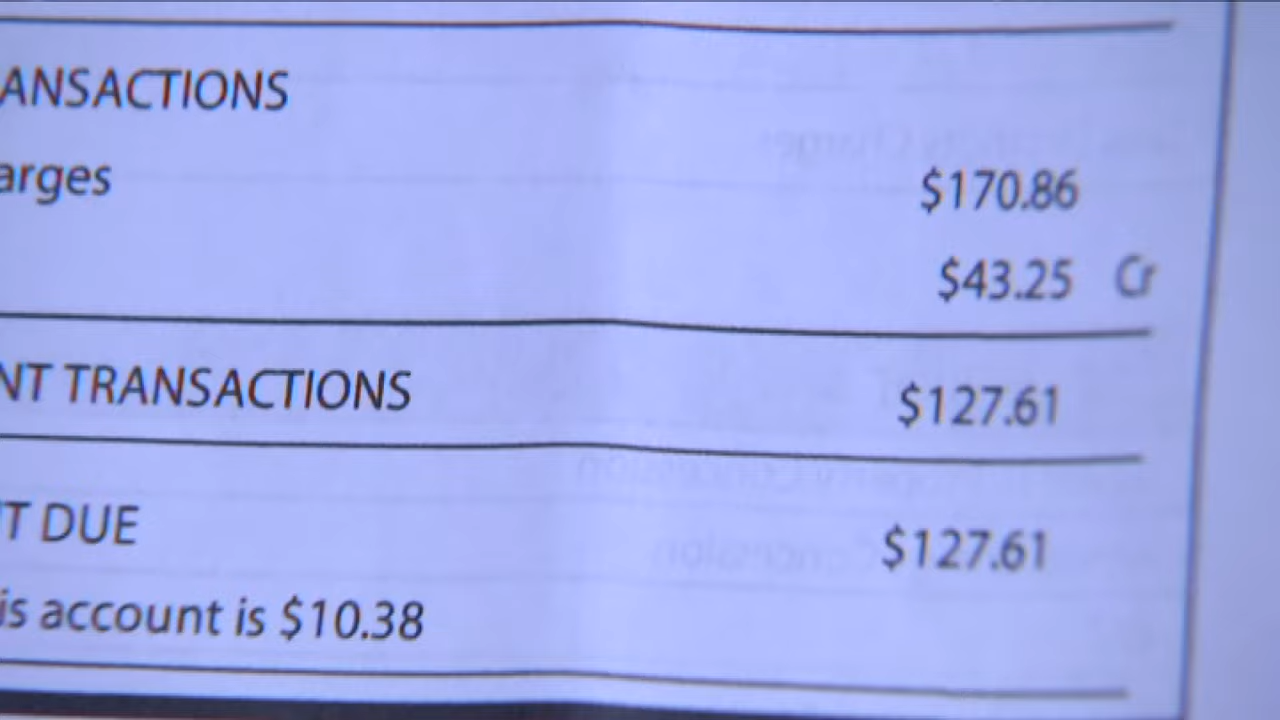 ANSACTIONS
arges $170.86
$43.25 Cr
NT TRANSACTIONS $127.61
T DUE $127.61
is account is $10.38